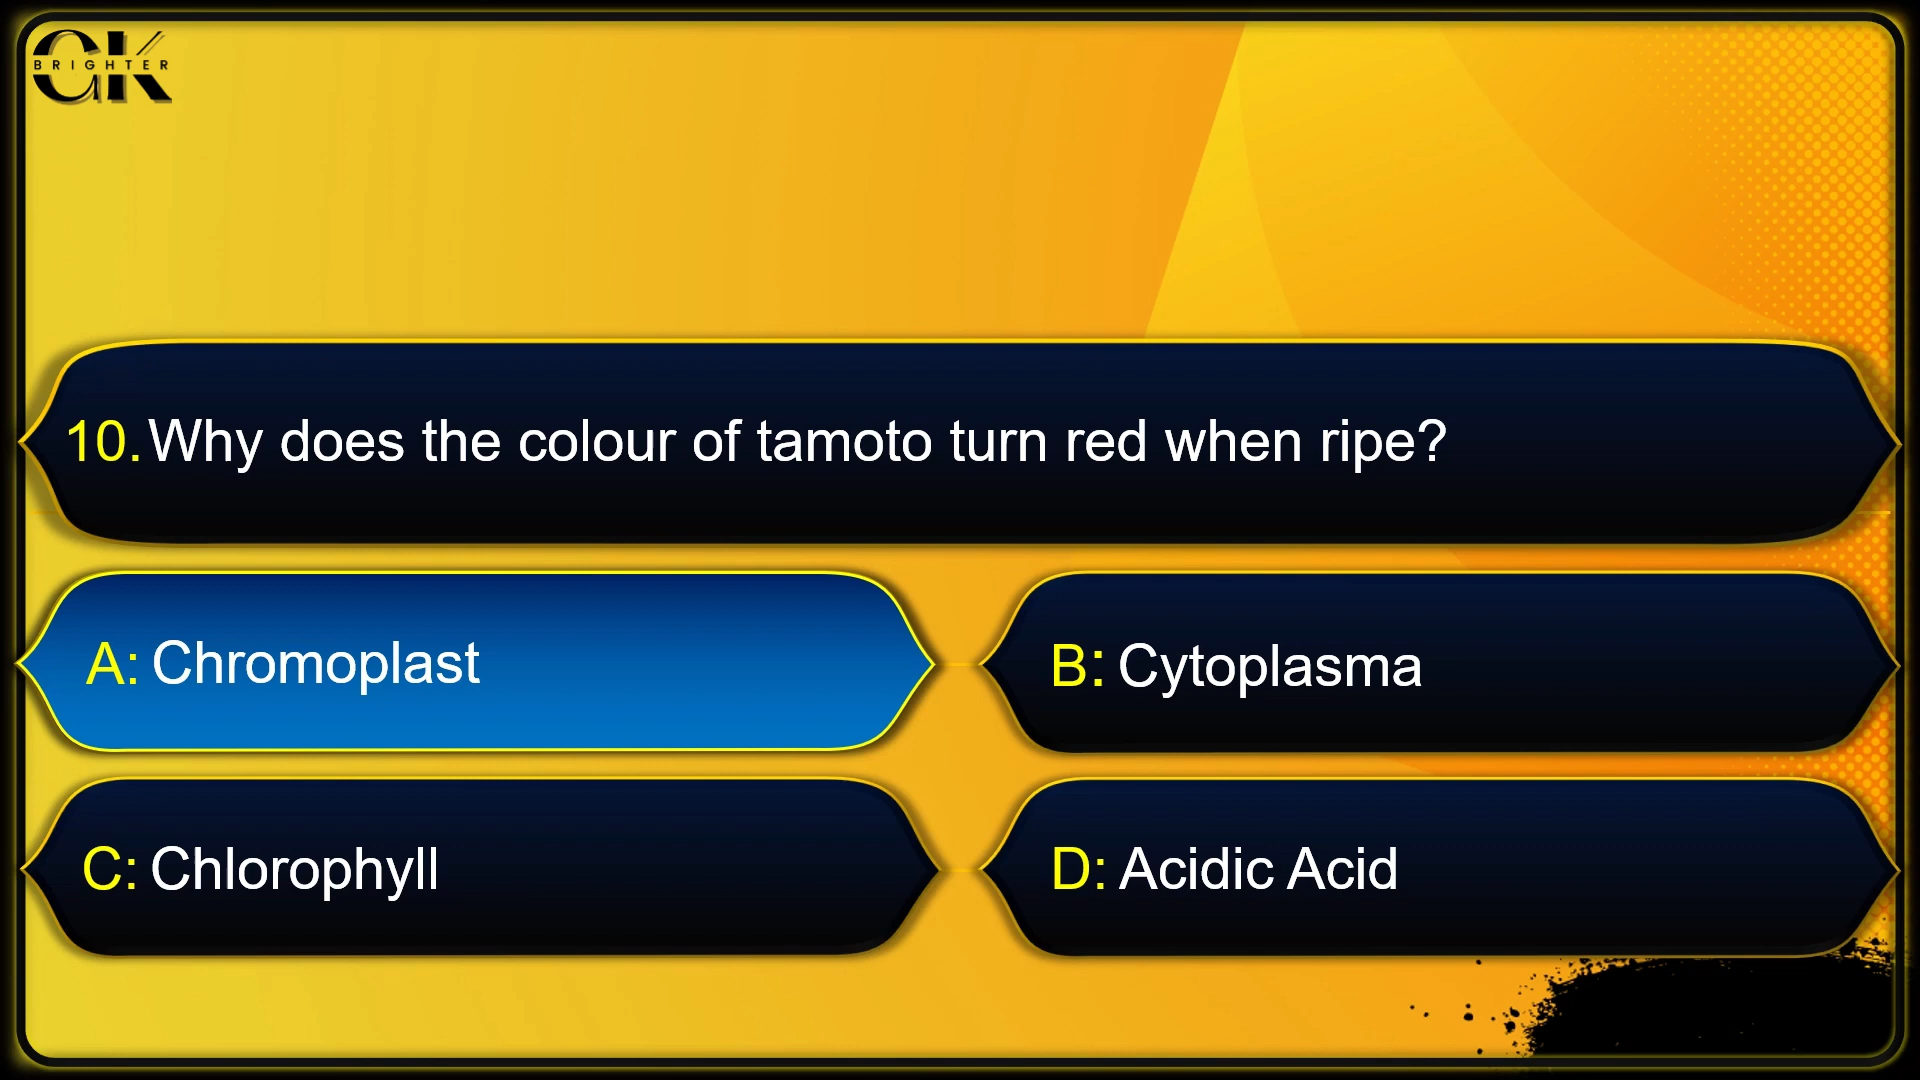 GK
BRIGHTER
10. Why does the colour of tamoto turn red when ripe?
A: Chromoplast
B: Cytoplasma
C: Chlorophyll
D: Acidic Acid